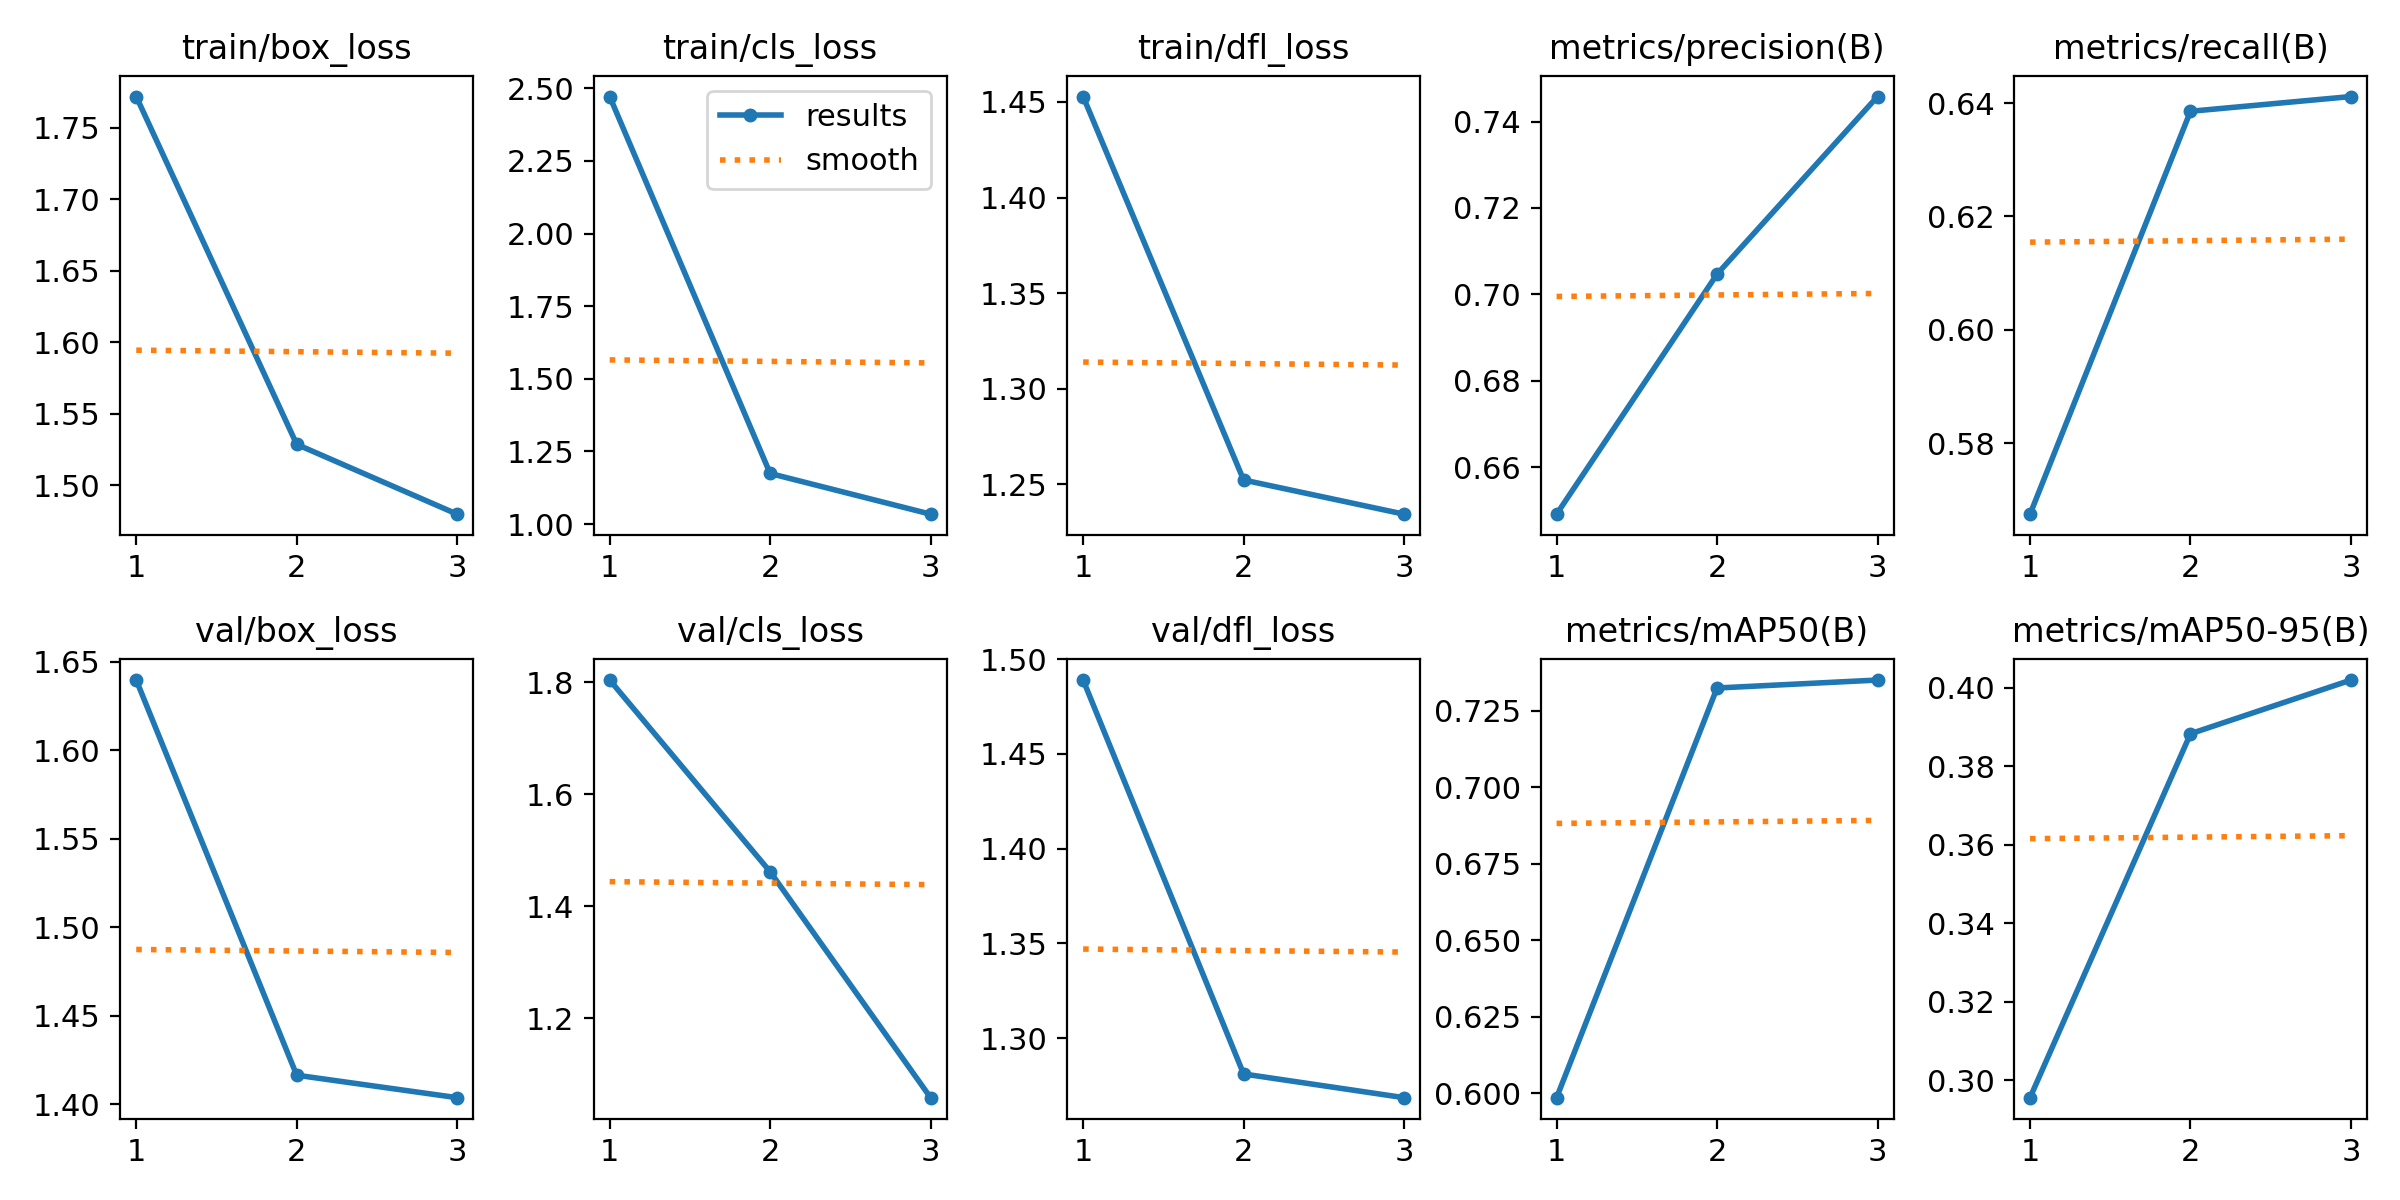 train/box_loss
1.75
1.70
1.65
1.60
1.55
1.50
1 2 3
train/cls_loss
results
smooth
2.50
2.25
2.00
1.75
1.50
1.25
1.00
1 2 3
train/dfl_loss
1.45
1.40
1.35
1.30
1.25
1 2 3
metrics/precision(B)
0.74
0.72
0.70
0.68
0.66
1 2 3
metrics/recall(B)
0.64
0.62
0.60
0.58
1 2 3
val/box_loss
1.65
1.60
1.55
1.50
1.45
1.40
1 2 3
val/cls_loss
1.8
1.6
1.4
1.2
1 2 3
val/dfl_loss
1.50
1.45
1.40
1.35
1.30
1 2 3
metrics/mAP50(B)
0.725
0.700
0.675
0.650
0.625
0.600
1 2 3
metrics/mAP50-95(B)
0.40
0.38
0.36
0.34
0.32
0.30
1 2 3